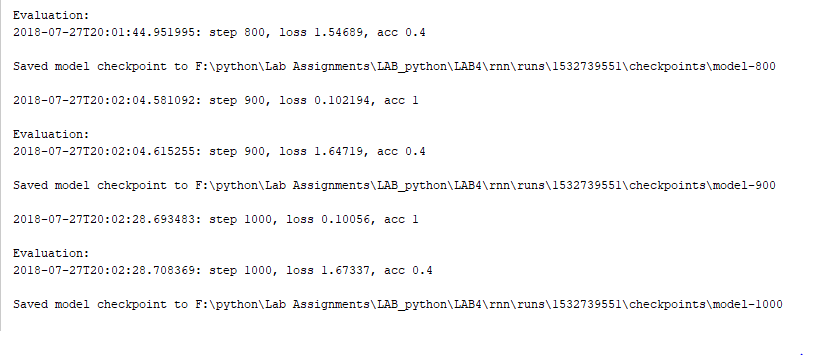 Evaluation:
2018-07-27T20:01:44.951995: step 800, loss 1.54689, acc 0.4
Saved model checkpoint to F:\python\Lab Assignments\LAB_python\LAB4\rnn\runs\1532739551\checkpoints\model-800
2018-07-27T20:02:04.581092: step 900, loss 0.102194, acc 1
Evaluation:
2018-07-27T20:02:04.615255: step 900, loss 1.64719, acc 0.4
Saved model checkpoint to F:\python\Lab Assignments\LAB_python\LAB4\rnn\runs\1532739551\checkpoints\model-900
2018-07-27T20:02:28.693483: step 1000, loss 0.10056, acc 1
Evaluation:
2018-07-27T20:02:28.708369: step 1000, loss 1.67337, acc 0.4
Saved model checkpoint to F:\python\Lab Assignments\LAB_python\LAB4\rnn\runs\1532739551\checkpoints\model-1000